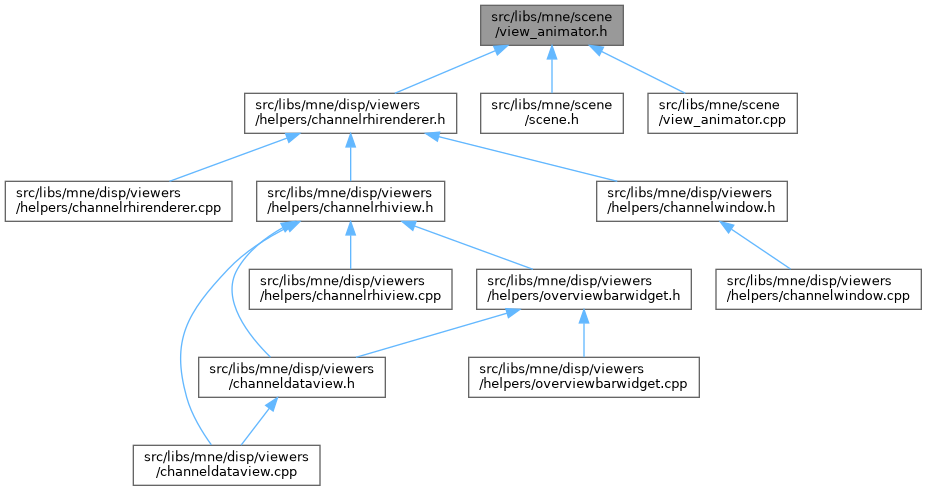 src/libs/mne/scene
/view_animator.h
src/libs/mne/disp/viewers
/helpers/channelrhirenderer.h
src/libs/mne/scene
/scene.h
src/libs/mne/scene
/view_animator.cpp
src/libs/mne/disp/viewers
/helpers/channelrhirenderer.cpp
src/libs/mne/disp/viewers
/helpers/channelrhiview.h
src/libs/mne/disp/viewers
/helpers/channelwindow.h
src/libs/mne/disp/viewers
/helpers/channelrhiview.cpp
src/libs/mne/disp/viewers
/helpers/overviewbarwidget.h
src/libs/mne/disp/viewers
/helpers/channelwindow.cpp
src/libs/mne/disp/viewers
/channeldataview.h
src/libs/mne/disp/viewers
/helpers/overviewbarwidget.cpp
src/libs/mne/disp/viewers
/channeldataview.cpp